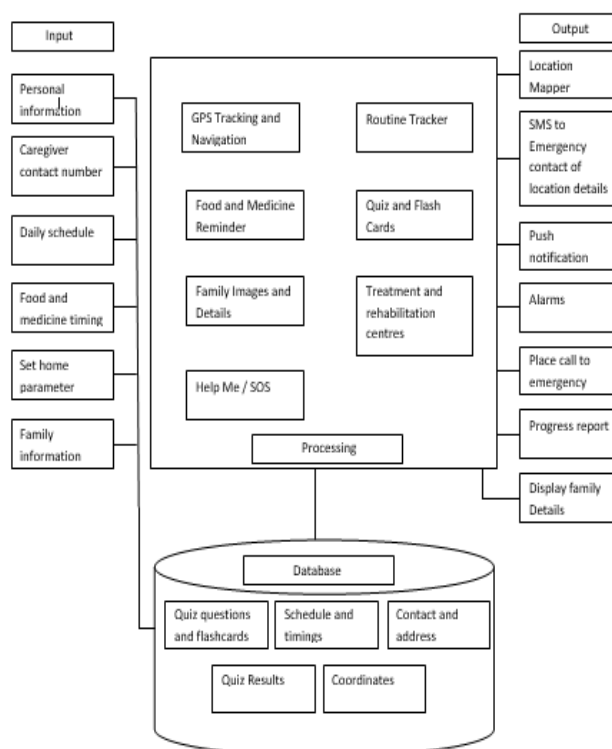 Input
Personal
information
Caregiver
contact number
Daily schedule
Food and
medicine timing
Set home
parameter
Family
information
GPS Tracking and
Navigation
Routine Tracker
Food and Medicine
Reminder
Quiz and Flash
Cards
Family Images and
Details
Treatment and
rehabilitation
centres
Help Me / SOS
Processing
Output
Location
Mapper
SMS to
Emergency
contact of
location details
Push
notification
Alarms
Place call to
emergency
Progress report
Display family
Details
Database
Quiz questions
and flashcards
Schedule and
timings
Contact and
address
Quiz Results
Coordinates